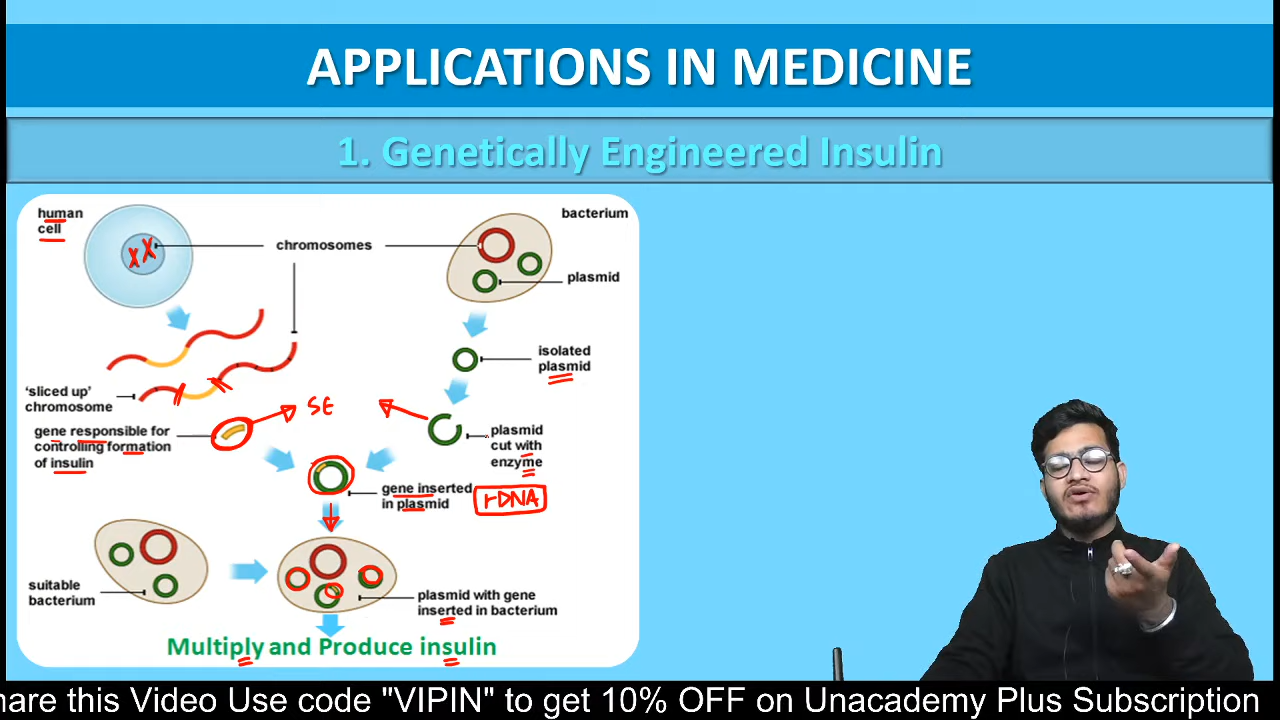 APPLICATIONS IN MEDICINE
1. Genetically Engineered Insulin
human
cell
chromosomes
bacterium
plasmid
isolated
plasmid
'sliced up'
chromosome
SE
gene responsible for
controlling formation
of insulin
plasmid
cut with
enzyme
gene inserted
in plasmid
rDNA
suitable
bacterium
plasmid with gene
inserted in bacterium
Multiply and Produce insulin
hare this Video Use code "VIPIN" to get 10% OFF on Unacademy Plus Subscription